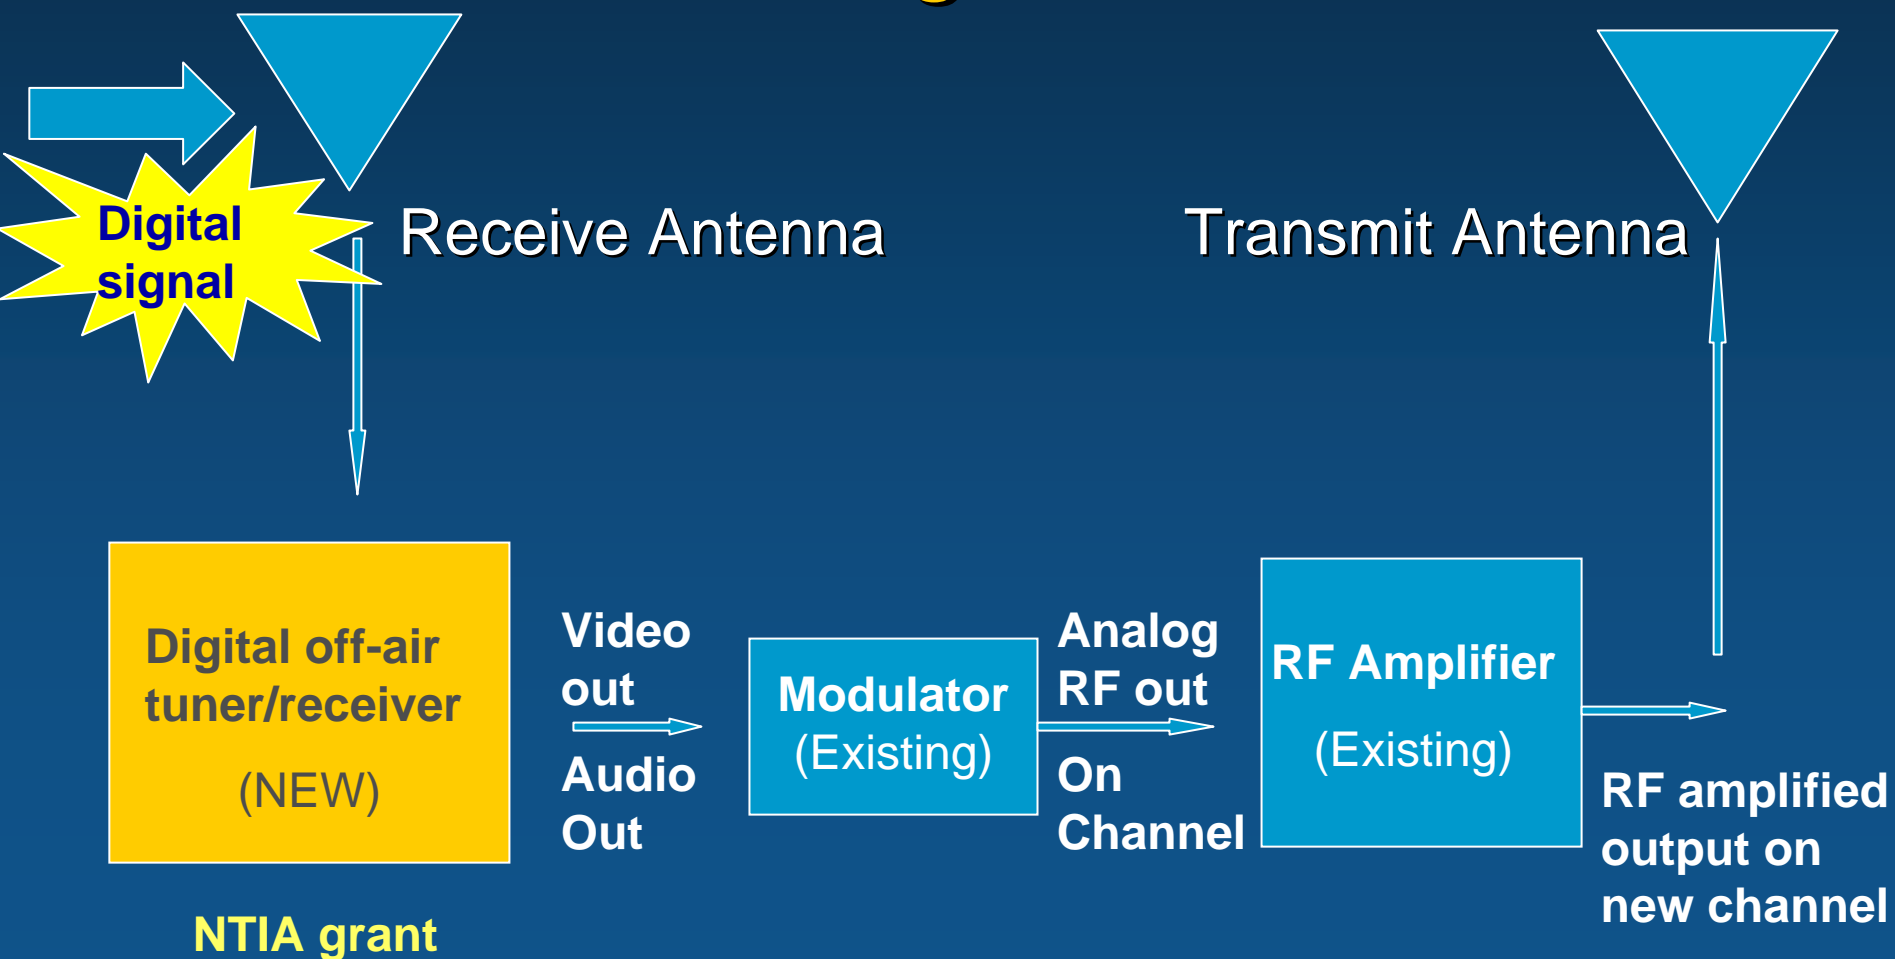 Digital
signal
Receive Antenna
Transmit Antenna
Digital off-air
tuner/receiver
(NEW)
NTIA grant
Video
out
Audio
Out
Modulator
(Existing)
Analog
RF out
On
Channel
RF Amplifier
(Existing)
RF amplified
output on
new channel